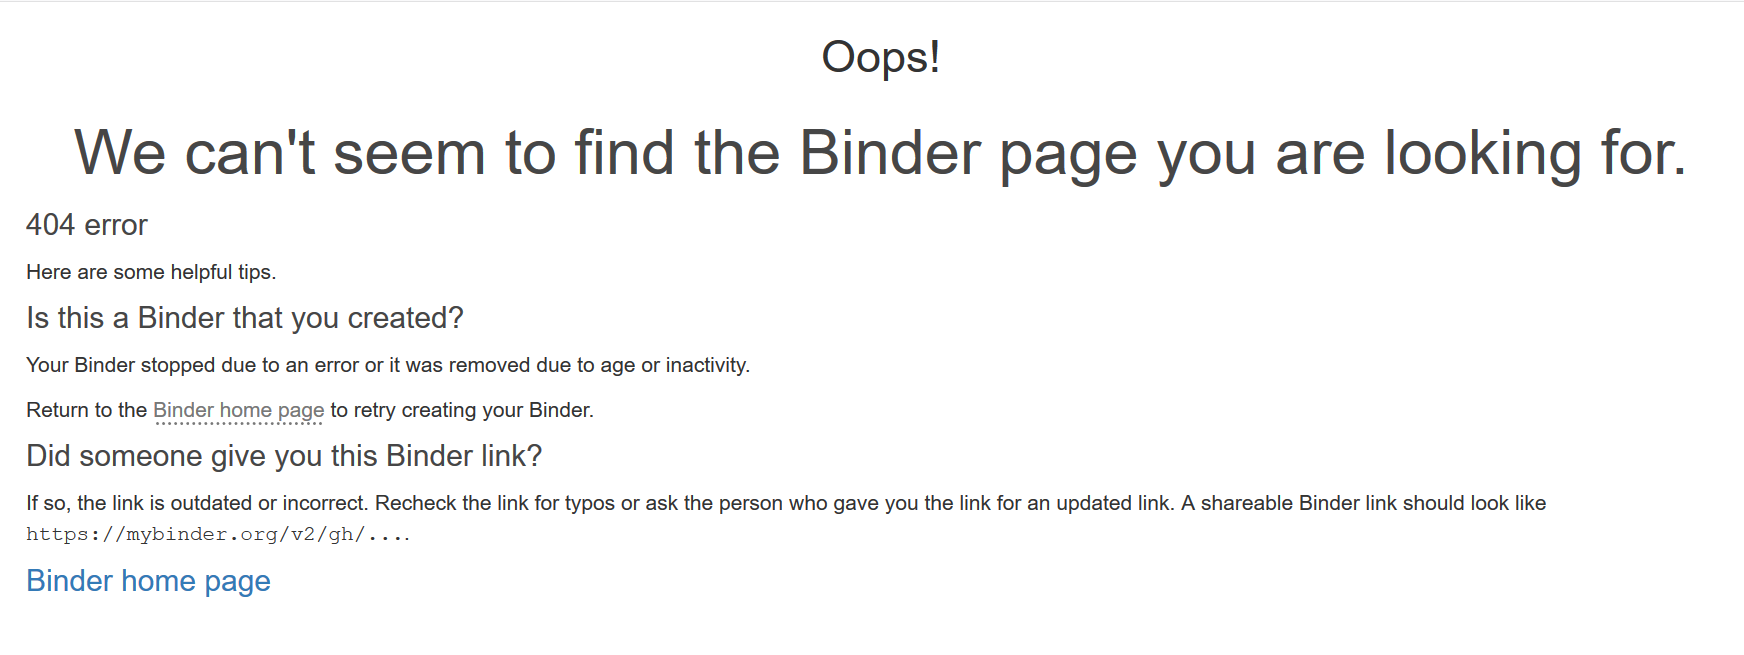 Oops!
We can't seem to find the Binder page you are looking for.
404 error
Here are some helpful tips.
Is this a Binder that you created?
Your Binder stopped due to an error or it was removed due to age or inactivity.
Return to the Binder home page to retry creating your Binder.
Did someone give you this Binder link?
If so, the link is outdated or incorrect. Recheck the link for typos or ask the person who gave you the link for an updated link. A shareable Binder link should look like
https://mybinder.org/v2/gh/....
Binder home page